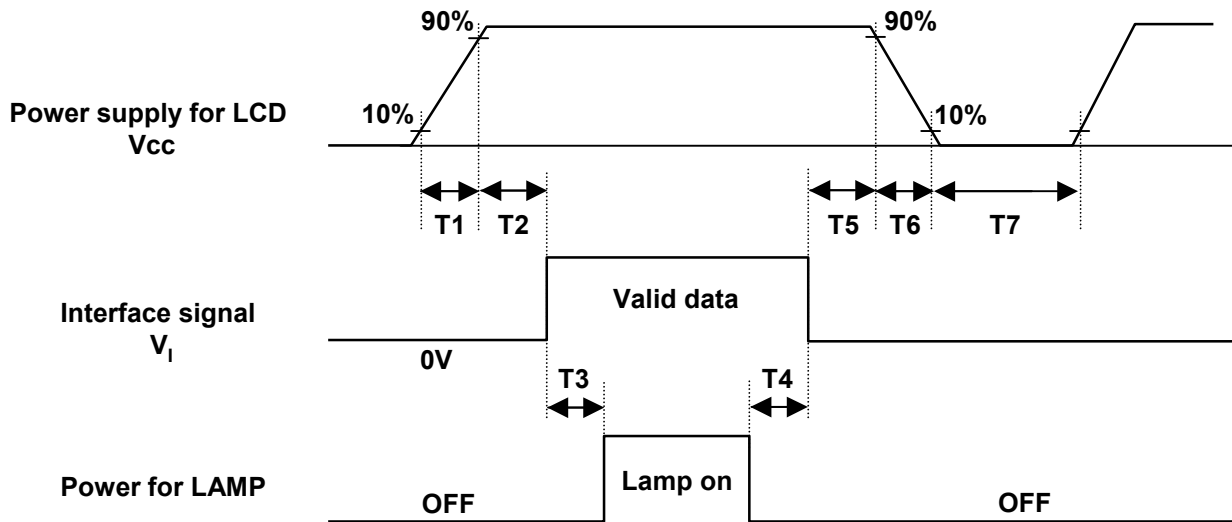 90%
90%
Power supply for LCD
Vcc
10%
10%
T1
T2
T5
T6
T7
Interface signal
V_I
Valid data
0V
T3
T4
Power for LAMP
OFF
Lamp on
OFF